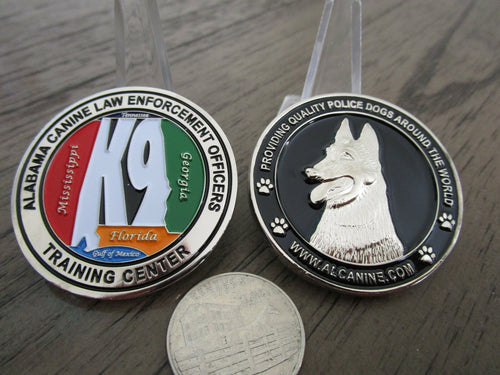 ALABAMA CANINE LAW ENFORCEMENT OFFICERS
TRAINING CENTER
Tennessee
Mississippi
K9
Georgia
Florida
Gulf of Mexico
PROVIDING QUALITY POLICE DOGS AROUND THE WORLD
WWW.ALCANINE.COM